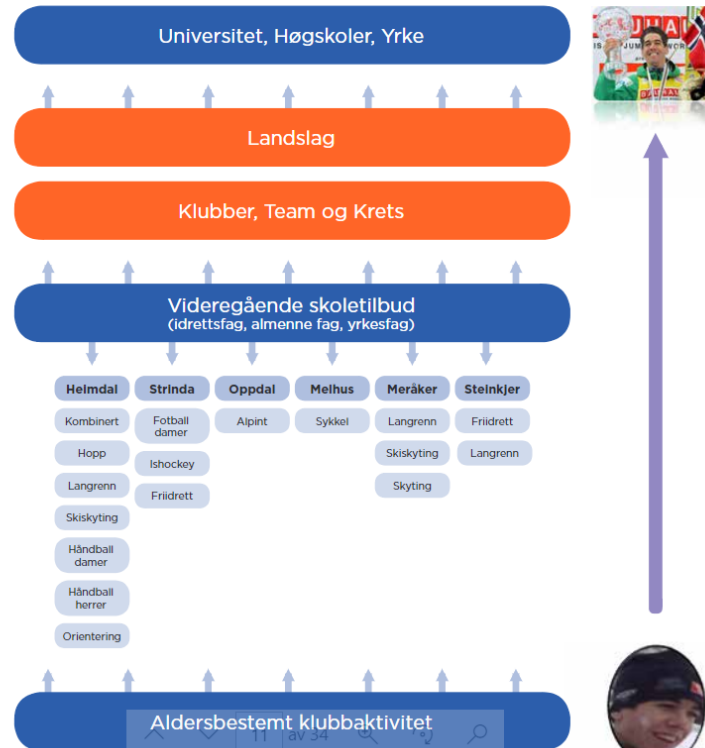 Universitet, Høgskoler, Yrke
Landslag
Klubber, Team og Krets
Videregående skoletilbud
(idrettsfag, almenne fag, yrkesfag)
Heimdal
Kombinert
Hopp
Langrenn
Skiskyting
Håndball
damer
Håndball
herrer
Orientering
Strinda
Fotball
damer
Ishockey
Friidrett
Oppdal
Alpint
Melhus
Sykkel
Meråker
Langrenn
Skiskyting
Skyting
Steinkjer
Friidrett
Langrenn
Aldersbestemt klubbaktivitet
11 av 34